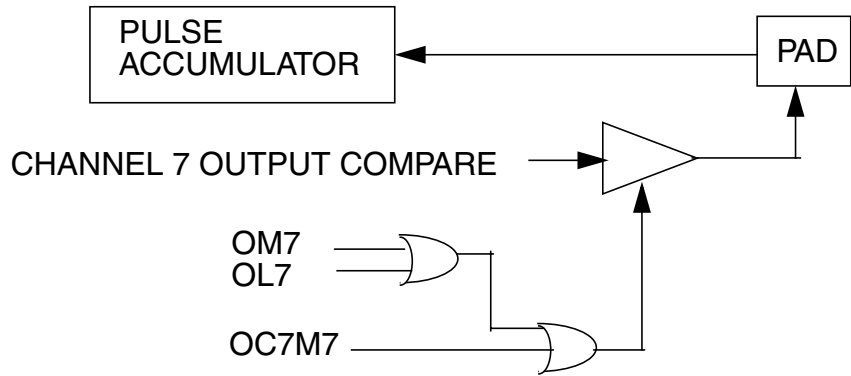 PULSE
ACCUMULATOR
PAD
CHANNEL 7 OUTPUT COMPARE
OM7
OL7
OC7M7